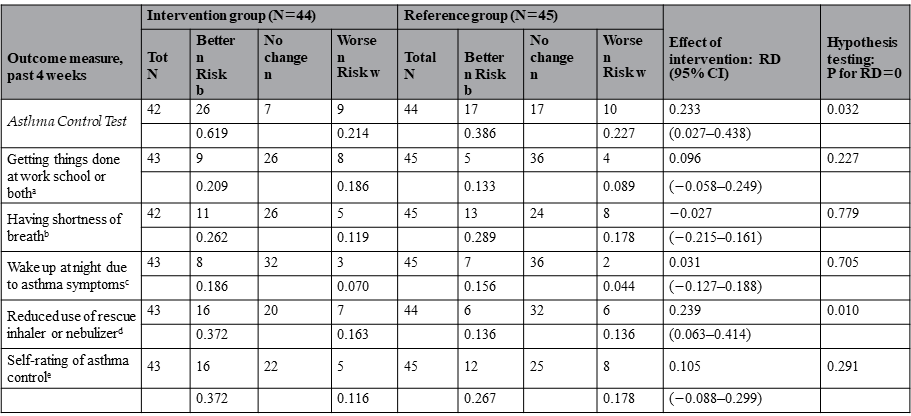 Intervention group (N=44) Reference group (N=45)
Outcome measure, past 4 weeks Tot N Better n Risk b No change n Worse n Risk w Total N Better n Risk b No change n Worse n Risk w Effect of intervention: RD (95% CI) Hypothesis testing: P for RD=0
Asthma Control Test 42 26 7 9 44 17 17 10 0.233 0.032
0.619 0.214 0.386 0.227 (0.027–0.438)
Getting things done at work school or bothᵃ 43 9 26 8 45 5 36 4 0.096 0.227
0.209 0.186 0.133 0.089 (−0.058–0.249)
Having shortness of breathᵇ 42 11 26 5 45 13 24 8 −0.027 0.779
0.262 0.119 0.289 0.178 (−0.215–0.161)
Wake up at night due to asthma symptomsᶜ 43 8 32 3 45 7 36 2 0.031 0.705
0.186 0.070 0.156 0.044 (−0.127–0.188)
Reduced use of rescue inhaler or nebulizerᵈ 43 16 20 7 44 6 32 6 0.239 0.010
0.372 0.163 0.136 0.136 (0.063–0.414)
Self-rating of asthma controlᵉ 43 16 22 5 45 12 25 8 0.105 0.291
0.372 0.116 0.267 0.178 (−0.088–0.299)